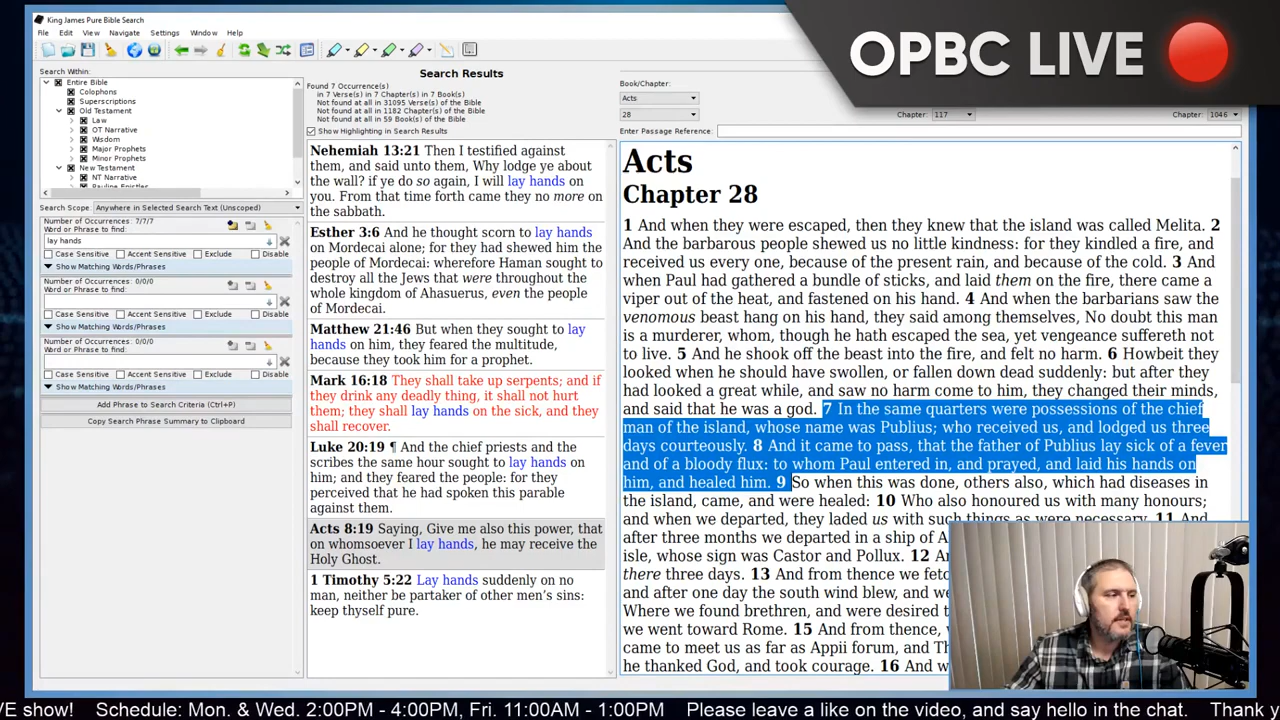 King James Pure Bible Search
File Edit View Navigate Settings Window Help
OPBC LIVE
Search Within:
Entire Bible
Colophons
Superscriptions
Old Testament
Law
OT Narrative
Wisdom
Major Prophets
Minor Prophets
New Testament
NT Narrative
Pauline Epistles
Search Scope: Anywhere in Selected Search Text (Unscoped)
Number of Occurrences: 7/7/7
Word or Phrase to find:
lay hands
Case Sensitive Accent Sensitive Exclude Disable
Show Matching Words/Phrases
Number of Occurrences: 0/0/0
Word or Phrase to find:
Case Sensitive Accent Sensitive Exclude Disable
Show Matching Words/Phrases
Number of Occurrences: 0/0/0
Word or Phrase to find:
Case Sensitive Accent Sensitive Exclude Disable
Show Matching Words/Phrases
Add Phrase to Search Criteria (Ctrl+P)
Copy Search Phrase Summary to Clipboard
Search Results
Found 7 Occurrence(s)
in 7 Verse(s) in 7 Chapter(s) in 7 Book(s)
Not found at all in 31095 Verse(s) of the Bible
Not found at all in 1182 Chapter(s) of the Bible
Not found at all in 59 Book(s) of the Bible
Show Highlighting in Search Results
Nehemiah 13:21 Then I testified against
them, and said unto them, Why lodge ye about
the wall? if ye do so again, I will lay hands on
you. From that time forth came they no more on
the sabbath.
Esther 3:6 And he thought scorn to lay hands
on Mordecai alone; for they had shewed him the
people of Mordecai: wherefore Haman sought to
destroy all the Jews that were throughout the
whole kingdom of Ahasuerus, even the people
of Mordecai.
Matthew 21:46 But when they sought to lay
hands on him, they feared the multitude,
because they took him for a prophet.
Mark 16:18 They shall take up serpents; and if
they drink any deadly thing, it shall not hurt
them; they shall lay hands on the sick, and they
shall recover.
Luke 20:19 ¶ And the chief priests and the
scribes the same hour sought to lay hands on
him; and they feared the people: for they
perceived that he had spoken this parable
against them.
Acts 8:19 Saying, Give me also this power, that
on whomsoever I lay hands, he may receive the
Holy Ghost.
1 Timothy 5:22 Lay hands suddenly on no
man, neither be partaker of other men's sins:
keep thyself pure.
Book/Chapter:
Acts
28
Chapter: 117
Chapter: 1046
Enter Passage Reference:
Acts
Chapter 28
1 And when they were escaped, then they knew that the island was called Melita. 2
And the barbarous people shewed us no little kindness: for they kindled a fire, and
received us every one, because of the present rain, and because of the cold. 3 And
when Paul had gathered a bundle of sticks, and laid them on the fire, there came a
viper out of the heat, and fastened on his hand. 4 And when the barbarians saw the
venomous beast hang on his hand, they said among themselves, No doubt this man
is a murderer, whom, though he hath escaped the sea, yet vengeance suffereth not
to live. 5 And he shook off the beast into the fire, and felt no harm. 6 Howbeit they
looked when he should have swollen, or fallen down dead suddenly: but after they
had looked a great while, and saw no harm come to him, they changed their minds,
and said that he was a god. 7 In the same quarters were possessions of the chief
man of the island, whose name was Publius; who received us, and lodged us three
days courteously. 8 And it came to pass, that the father of Publius lay sick of a fever
and of a bloody flux: to whom Paul entered in, and prayed, and laid his hands on
him, and healed him. 9 So when this was done, others also, which had diseases in
the island, came, and were healed: 10 Who also honoured us with many honours;
and when we departed, they laded us with such things as were necessary. 11 And
after three months we departed in a ship of
isle, whose sign was Castor and Pollux. 12
there three days. 13 And from thence we
and after one day the south wind blew, and we
Where we found brethren, and were desired
we went toward Rome. 15 And from thence,
came to meet us as far as Appii forum, and
he thanked God, and took courage. 16 And
show! Schedule: Mon. & Wed. 2:00PM - 4:00PM, Fri. 11:00AM - 1:00PM Please leave a like on the video, and say hello in the chat. Thank